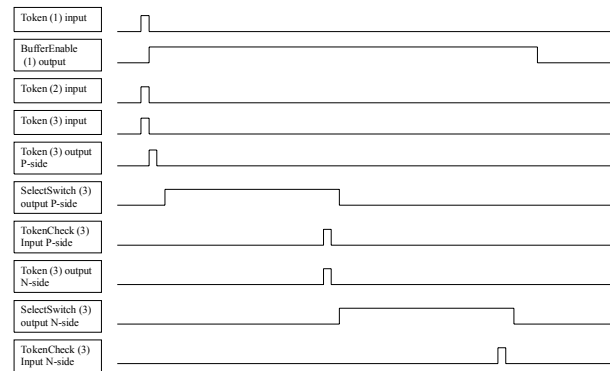 Token (1) input
BufferEnable
(1) output
Token (2) input
Token (3) input
Token (3) output
P-side
SelectSwitch (3)
output P-side
TokenCheck (3)
Input P-side
Token (3) output
N-side
SelectSwitch (3)
output N-side
TokenCheck (3)
Input N-side